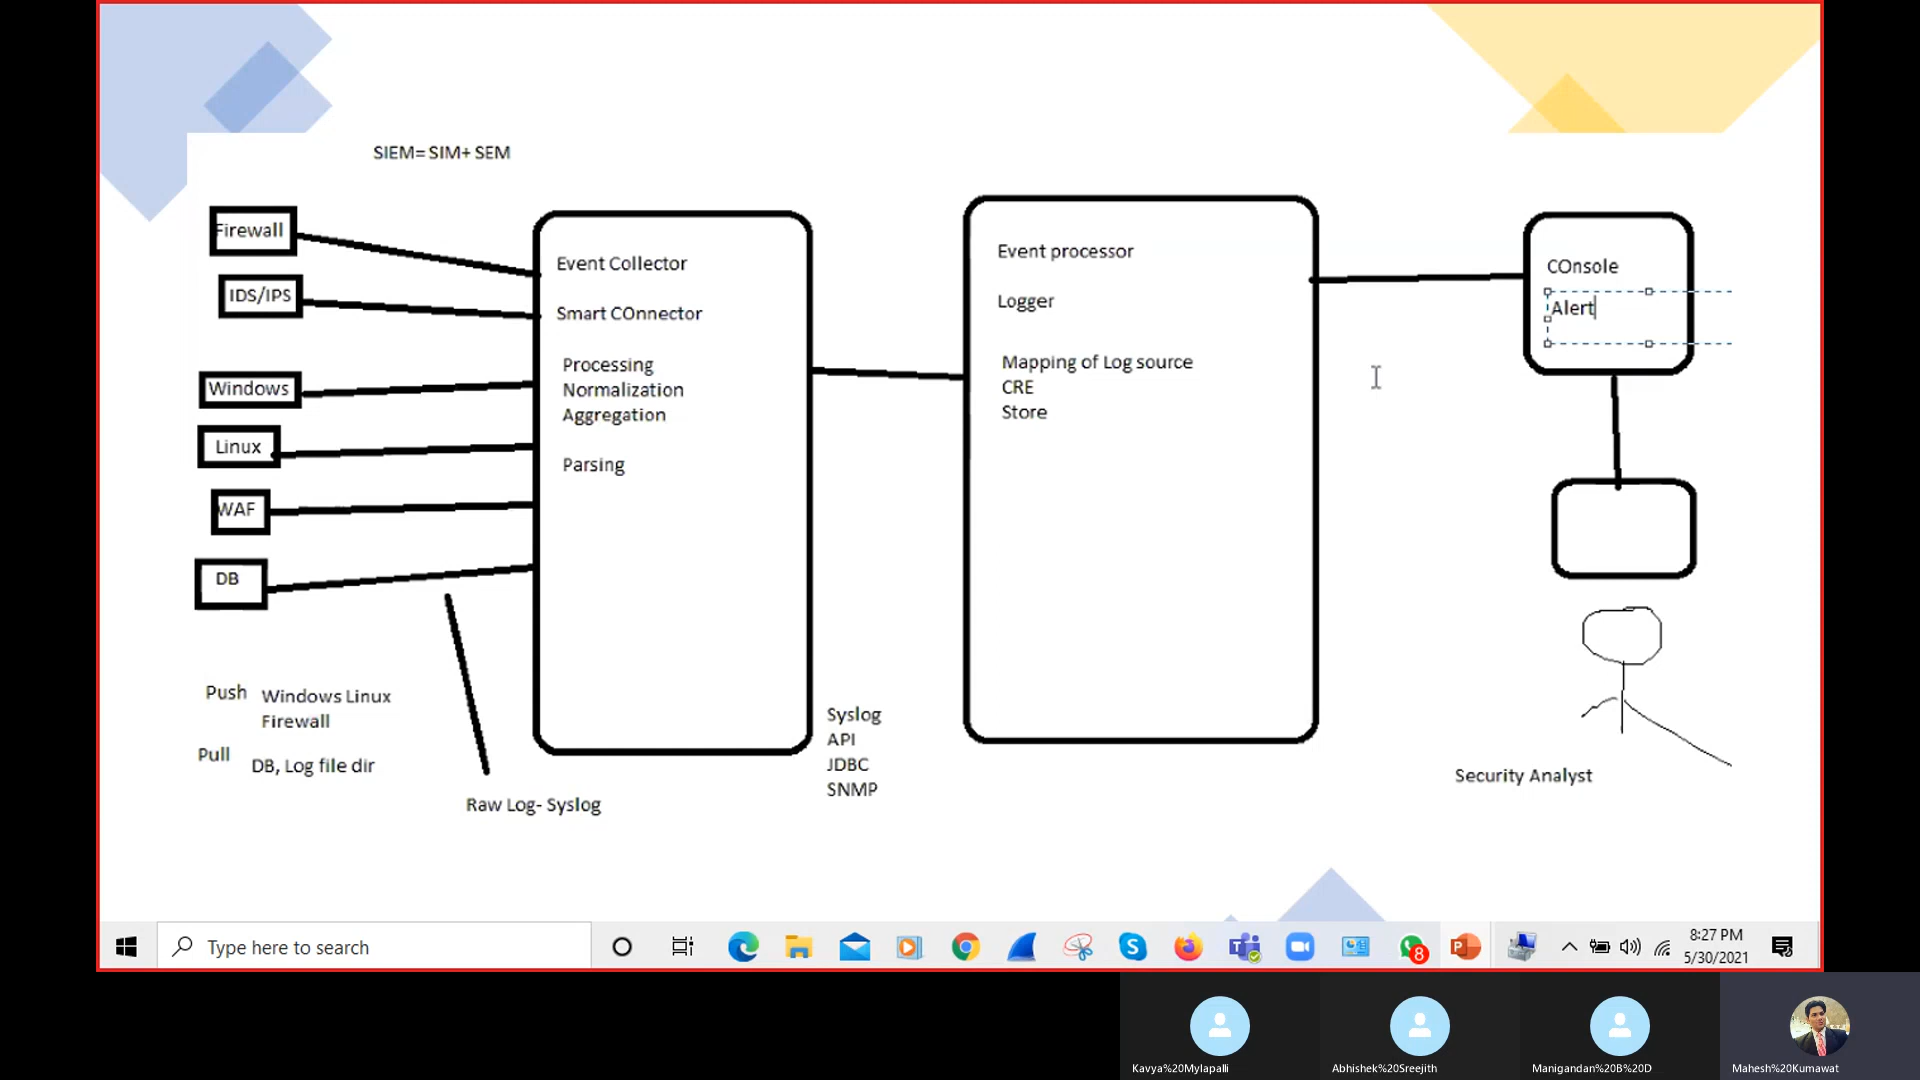 SIEM= SIM+ SEM
Firewall
IDS/IPS
Windows
Linux
WAF
DB
Push
Windows Linux
Firewall
Pull
DB, Log file dir
Raw Log- Syslog
Event Collector
Smart COnnector
Processing
Normalization
Aggregation
Parsing
Syslog
API
JDBC
SNMP
Event processor
Logger
Mapping of Log source
CRE
Store
COnsole
Alert
Security Analyst
Type here to search
8
8:27 PM
5/30/2021
Kavya%20Mylapalli
Abhishek%20Sreejith
Manigandan%20B%20D
Mahesh%20Kumawat